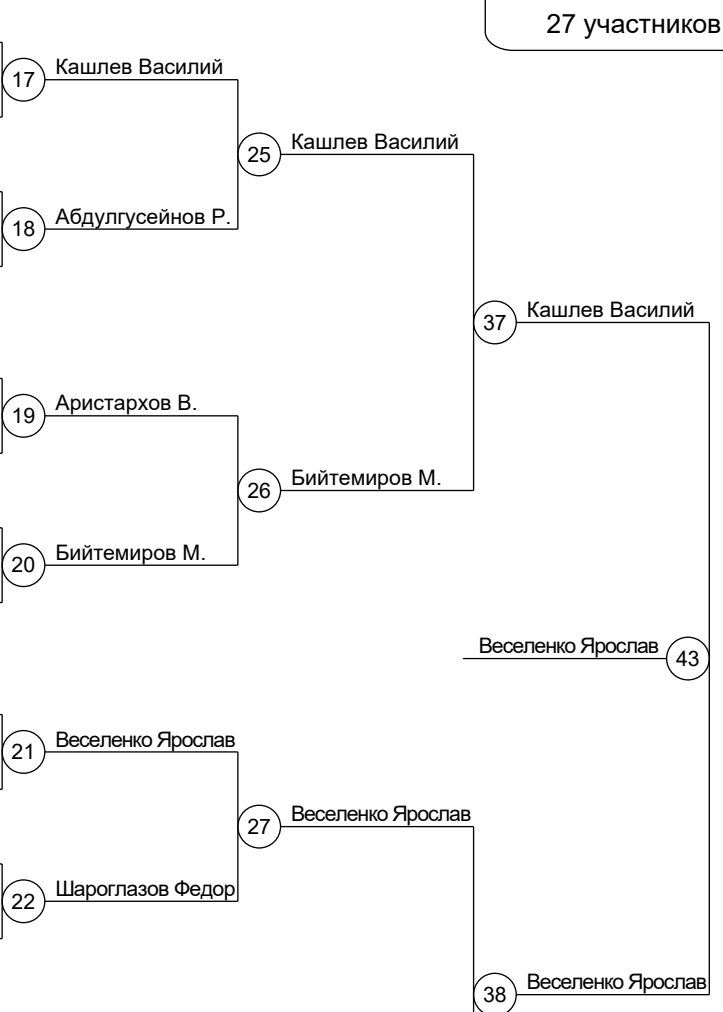 27 участников
17 Кашлев Василий
25 Кашлев Василий
18 Абдулгусейнов Р.
37 Кашлев Василий
19 Аристархов В.
26 Бийтемиров М.
20 Бийтемиров М.
Веселенко Ярослав 43
21 Веселенко Ярослав
27 Веселенко Ярослав
22 Шароглазов Федор
38 Веселенко Ярослав